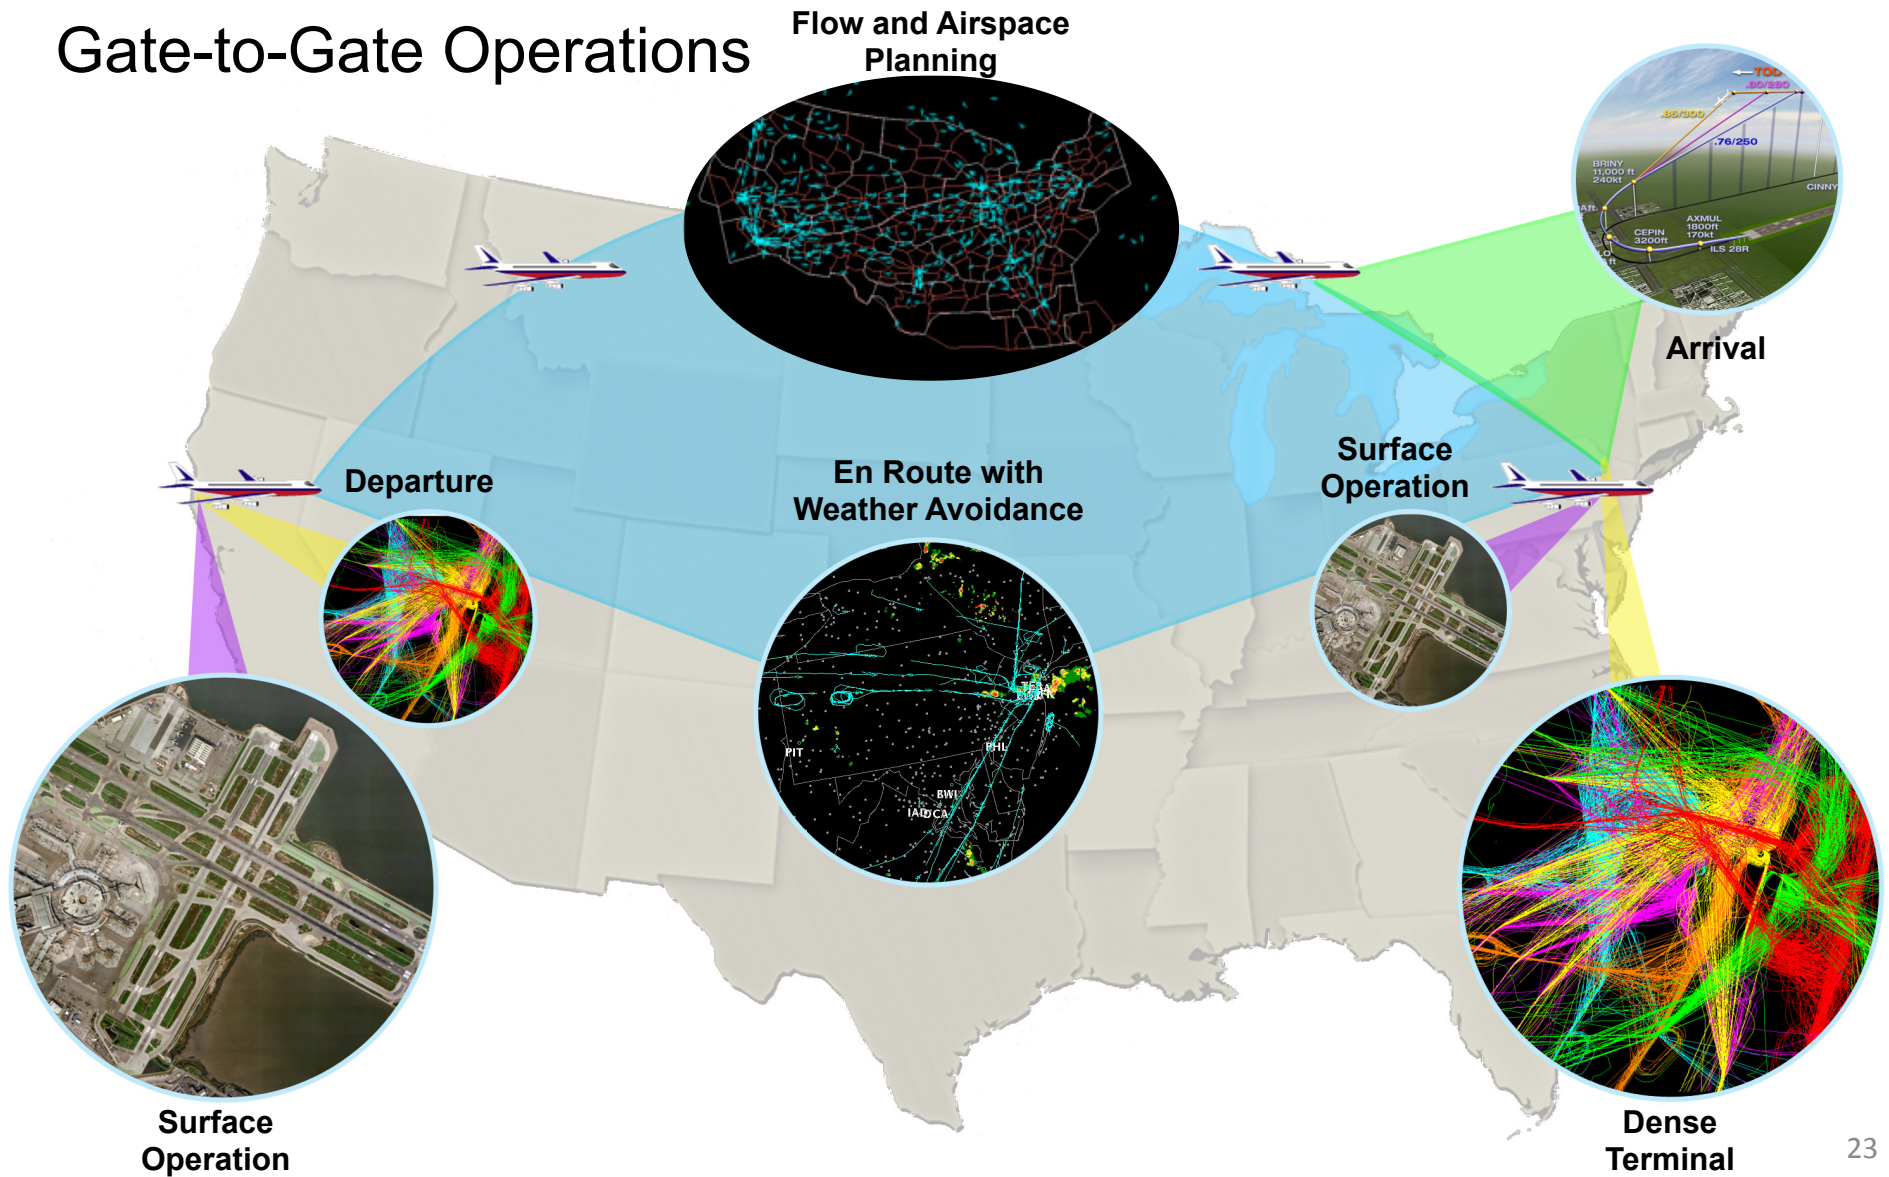 Gate-to-Gate Operations
Flow and Airspace
Planning
TOD
.80/280
.85/300
.76/250
BRINY
11,000 ft
240kt
CINNY
AXMUL
1800ft
170kt
CEPIN
3200ft
ILS 28R
Arrival
Departure
En Route with
Weather Avoidance
Surface
Operation
PIT
PHL
BWI
IAD
DCA
Surface
Operation
Dense
Terminal
23